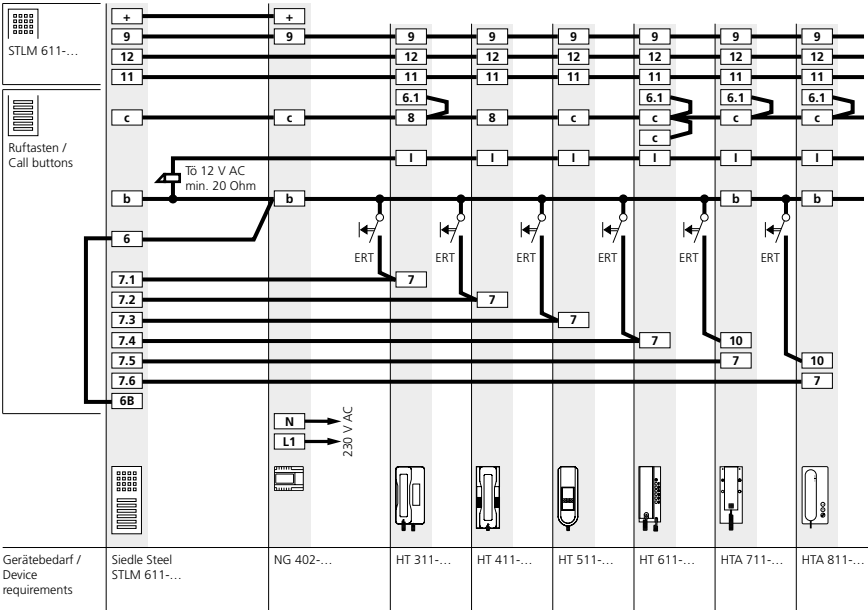 STLM 611-…
+ +
9 9 9 9 9 9 9 9
12 12 12 12 12 12 12
11 11 11 11 11 11 11
6.1 6.1 6.1 6.1
c c 8 8 c c c c
c
Ruftasten /
Call buttons
I I I I I I
Tö 12 V AC
min. 20 Ohm
b b b b
6
ERT ERT ERT ERT ERT ERT
7.1 7
7.2 7
7.3 7
7.4 7 10
7.5 7 10
7.6 7
6B
N
L1
230 V AC
Gerätebedarf /
Device
requirements
Siedle Steel
STLM 611-…
NG 402-…
HT 311-…
HT 411-…
HT 511-…
HT 611-…
HTA 711-…
HTA 811-…